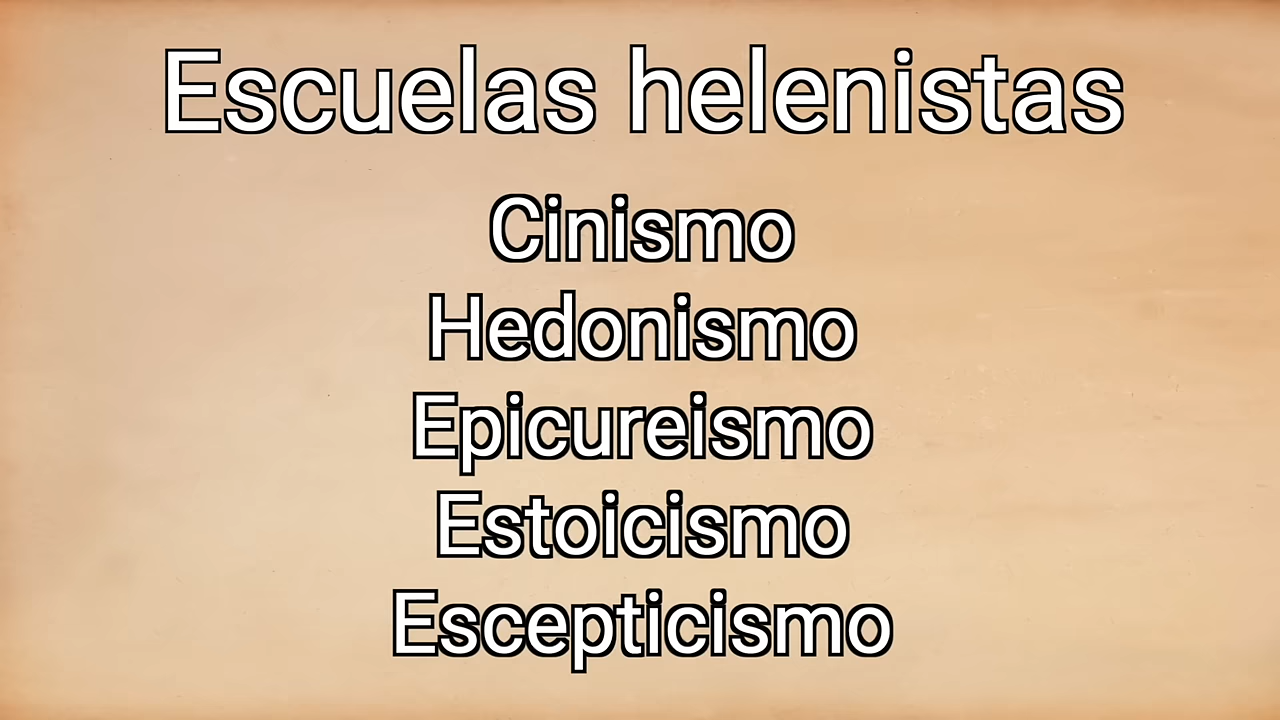 Escuelas helenistas
Cinismo
Hedonismo
Epicureismo
Estoicismo
Escepticismo